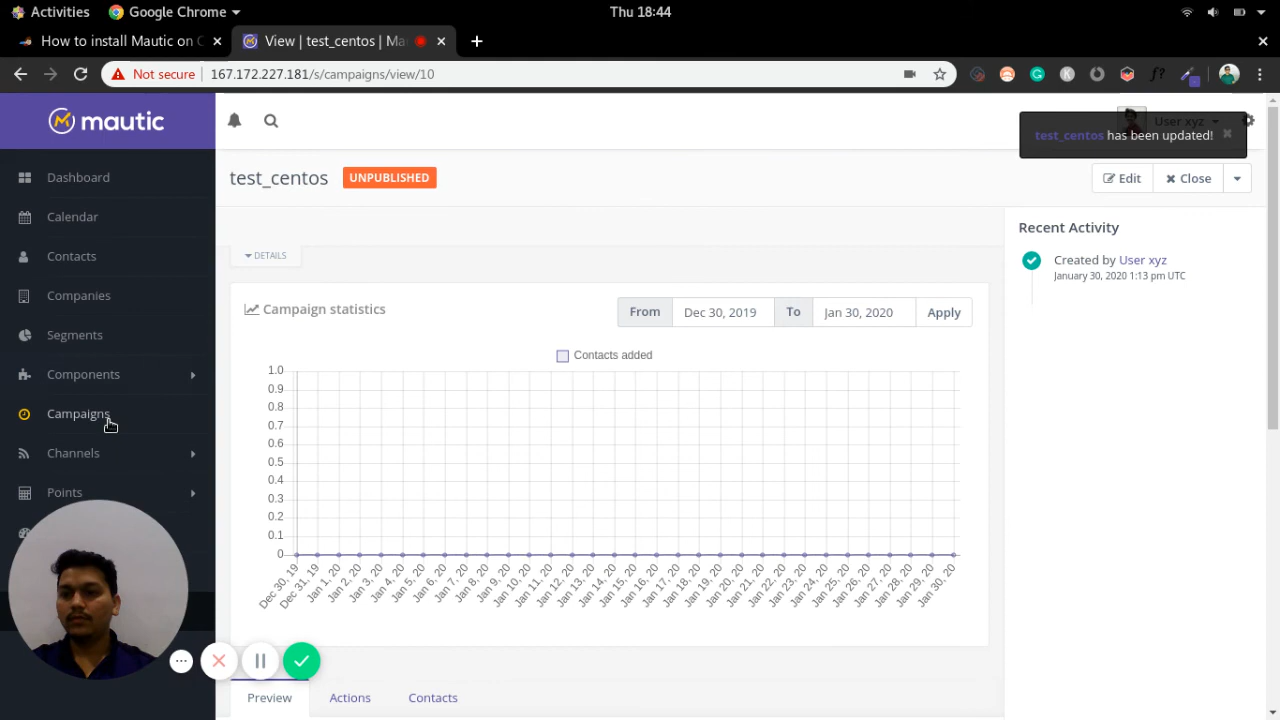 Activities
Google Chrome
Thu 18:44
How to install Mautic on C
View | test_centos | Ma
Not secure
167.172.227.181/s/campaigns/view/10
f?
mautic
User xyz
test_centos has been updated!
test_centos
UNPUBLISHED
Edit
Close
Dashboard
Calendar
Contacts
Companies
Segments
Components
Campaigns
Channels
Points
DETAILS
Recent Activity
Created by User xyz
January 30, 2020 1:13 pm UTC
Campaign statistics
From
Dec 30, 2019
To
Jan 30, 2020
Apply
Contacts added
1.0
0.9
0.8
0.7
0.6
0.5
0.4
0.3
0.2
0.1
0
Dec 30, 19
Dec 31, 19
Jan 1, 20
Jan 2, 20
Jan 3, 20
Jan 4, 20
Jan 5, 20
Jan 6, 20
Jan 7, 20
Jan 8, 20
Jan 9, 20
Jan 10, 20
Jan 11, 20
Jan 12, 20
Jan 13, 20
Jan 14, 20
Jan 15, 20
Jan 16, 20
Jan 17, 20
Jan 18, 20
Jan 19, 20
Jan 20, 20
Jan 21, 20
Jan 22, 20
Jan 23, 20
Jan 24, 20
Jan 25, 20
Jan 26, 20
Jan 27, 20
Jan 28, 20
Jan 29, 20
Jan 30, 20
Preview
Actions
Contacts